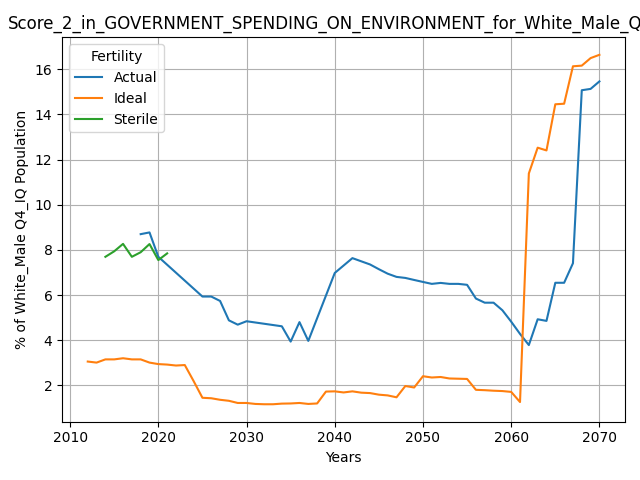 Score_2_in_GOVERNMENT_SPENDING_ON_ENVIRONMENT_for_White_Male_Q
Fertility
Actual
Ideal
Sterile
% of White_Male Q4_IQ Population
16
14
12
10
8
6
4
2
2010 2020 2030 2040 2050 2060 2070
Years